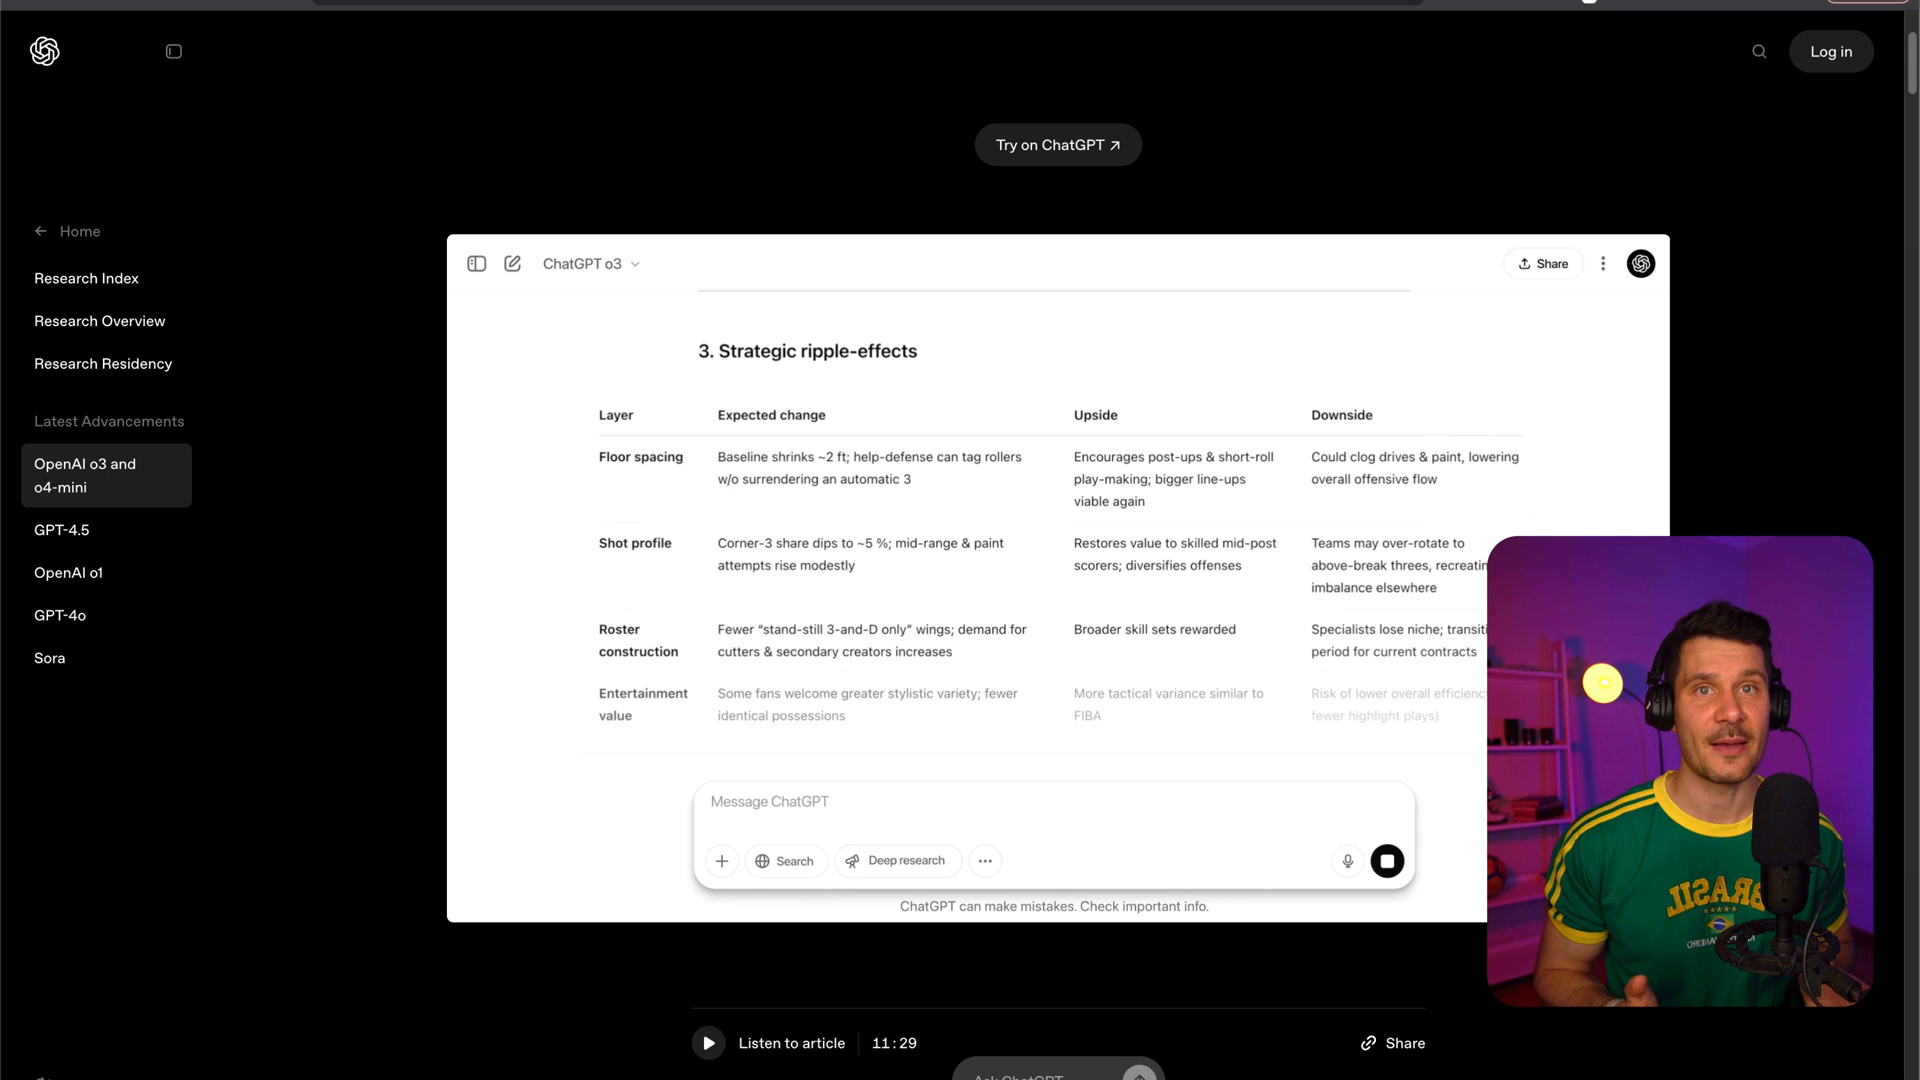 Log in
Try on ChatGPT ↗
← Home
Research Index
Research Overview
Research Residency
Latest Advancements
OpenAI o3 and
o4-mini
GPT-4.5
OpenAI o1
GPT-4o
Sora
ChatGPT o3
Share
3. Strategic ripple-effects
Layer Expected change Upside Downside
Floor spacing Baseline shrinks ~2 ft; help-defense can tag rollers Encourages post-ups & short-roll Could clog drives & paint, lowering
w/o surrendering an automatic 3 play-making; bigger line-ups overall offensive flow
viable again
Shot profile Corner-3 share dips to ~5 %; mid-range & paint Restores value to skilled mid-post Teams may over-rotate to
attempts rise modestly scorers; diversifies offenses above-break threes, recreatin
imbalance elsewhere
Roster Fewer “stand-still 3-and-D only” wings; demand for Broader skill sets rewarded Specialists lose niche; transiti
construction cutters & secondary creators increases period for current contracts
Entertainment Some fans welcome greater stylistic variety; fewer More tactical variance similar to Risk of lower overall efficiency
value identical possessions FIBA fewer highlight plays)
Message ChatGPT
Search
Deep research
ChatGPT can make mistakes. Check important info.
BRASIL
Listen to article 11:29
Share
Ask ChatGPT